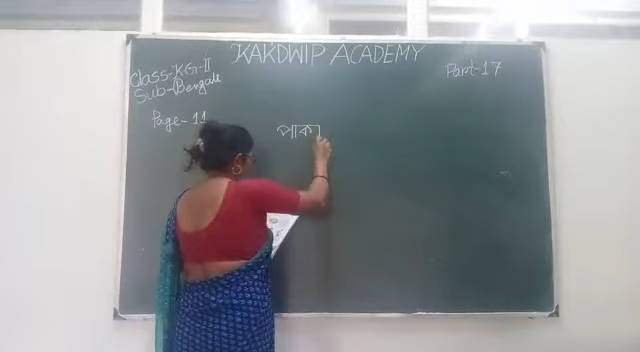 KAKDWIP ACADEMY
Class-KG-II
Sub-Bengali
Part-17
Page-11
পাকা